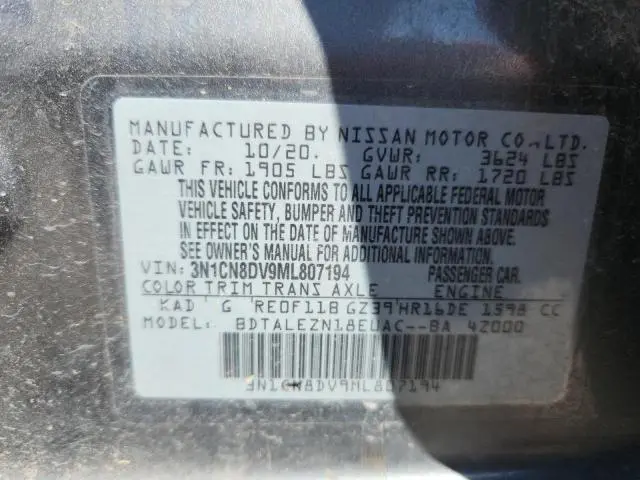 MANUFACTURED BY NISSAN MOTOR CO.,LTD.
DATE: 10/20. GVWR: 3624 LBS
GAWR FR: 1905 LBS GAWR RR: 1720 LBS
THIS VEHICLE CONFORMS TO ALL APPLICABLE FEDERAL MOTOR
VEHICLE SAFETY, BUMPER AND THEFT PREVENTION STANDARDS
IN EFFECT ON THE DATE OF MANUFACTURE SHOWN ABOVE.
SEE OWNER'S MANUAL FOR ADDITIONAL INFORMATION.
VIN: 3N1CN8DV9ML807194 PASSENGER CAR.
COLOR TRIM TRANS AXLE ENGINE
KAD G RE0F11B GZ39 HR16DE 1598 CC
MODEL: BDTALEZN18EUAC--BA 42000
3N1CN8DV9ML807194